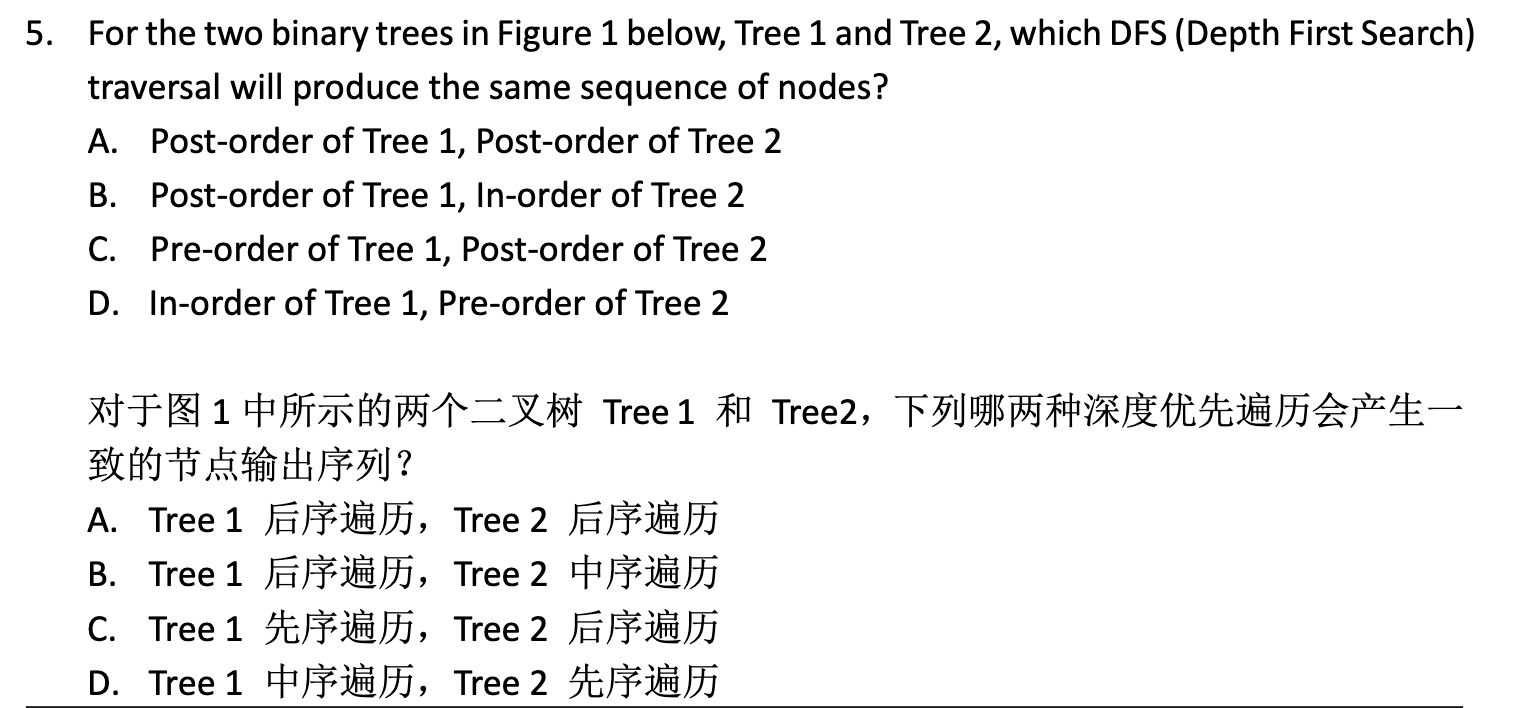 5. For the two binary trees in Figure 1 below, Tree 1 and Tree 2, which DFS (Depth First Search)
traversal will produce the same sequence of nodes?
A. Post-order of Tree 1, Post-order of Tree 2
B. Post-order of Tree 1, In-order of Tree 2
C. Pre-order of Tree 1, Post-order of Tree 2
D. In-order of Tree 1, Pre-order of Tree 2
对于图 1 中所示的两个二叉树 Tree 1 和 Tree2，下列哪两种深度优先遍历会产生一
致的节点输出序列？
A. Tree 1 后序遍历，Tree 2 后序遍历
B. Tree 1 后序遍历，Tree 2 中序遍历
C. Tree 1 先序遍历，Tree 2 后序遍历
D. Tree 1 中序遍历，Tree 2 先序遍历